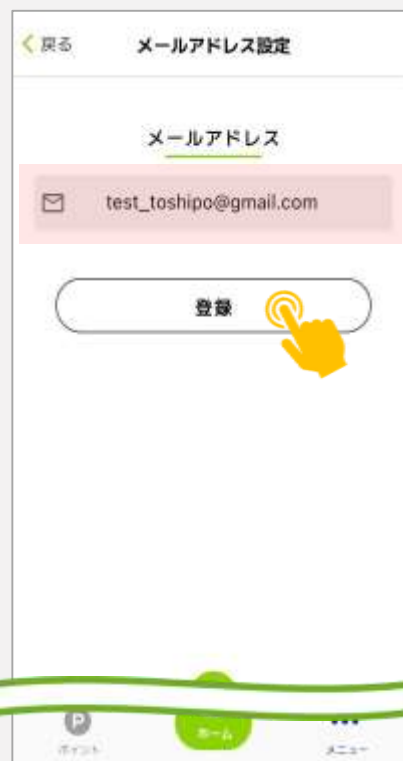 戻る メールアドレス設定
メールアドレス
test_toshipo@gmail.com
登録
P
ポイント ホーム メニュー